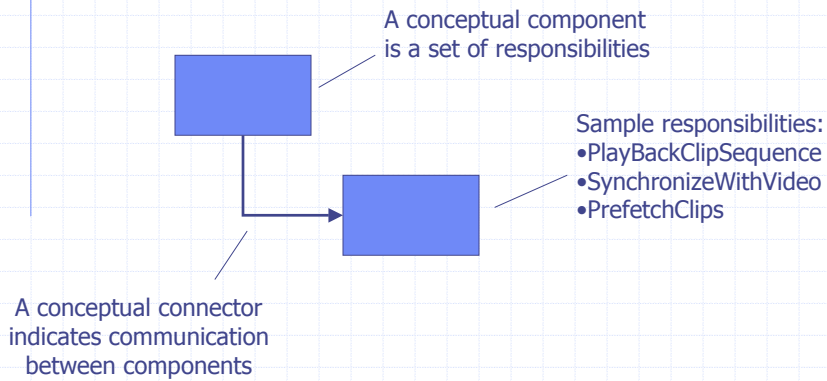 A conceptual component
is a set of responsibilities
Sample responsibilities:
•PlayBackClipSequence
•SynchronizeWithVideo
•PrefetchClips
A conceptual connector
indicates communication
between components